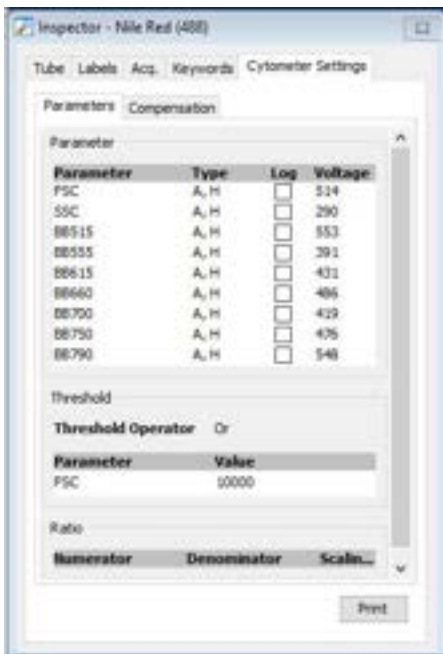 Inspector - Nile Red (488)
Tube Labels Acq. Keywords Cytometer Settings
Parameters Compensation
Parameter
Parameter Type Log Voltage
FSC A, H 514
SSC A, H 290
BB515 A, H 553
BB555 A, H 391
BB615 A, H 431
BB660 A, H 486
BB700 A, H 419
BB750 A, H 476
BB790 A, H 548
Threshold
Threshold Operator Or
Parameter Value
FSC 10000
Ratio
Numerator Denominator Scalin...
Print